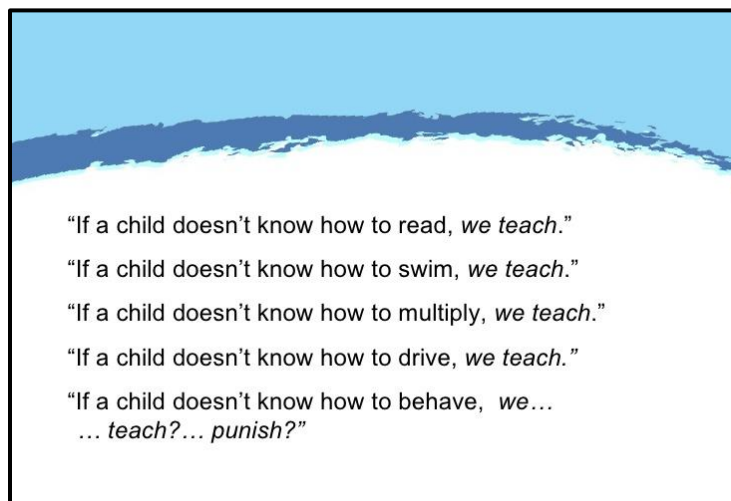 “If a child doesn’t know how to read, we teach.”
“If a child doesn’t know how to swim, we teach.”
“If a child doesn’t know how to multiply, we teach.”
“If a child doesn’t know how to drive, we teach.”
“If a child doesn’t know how to behave, we…
… teach?… punish?”